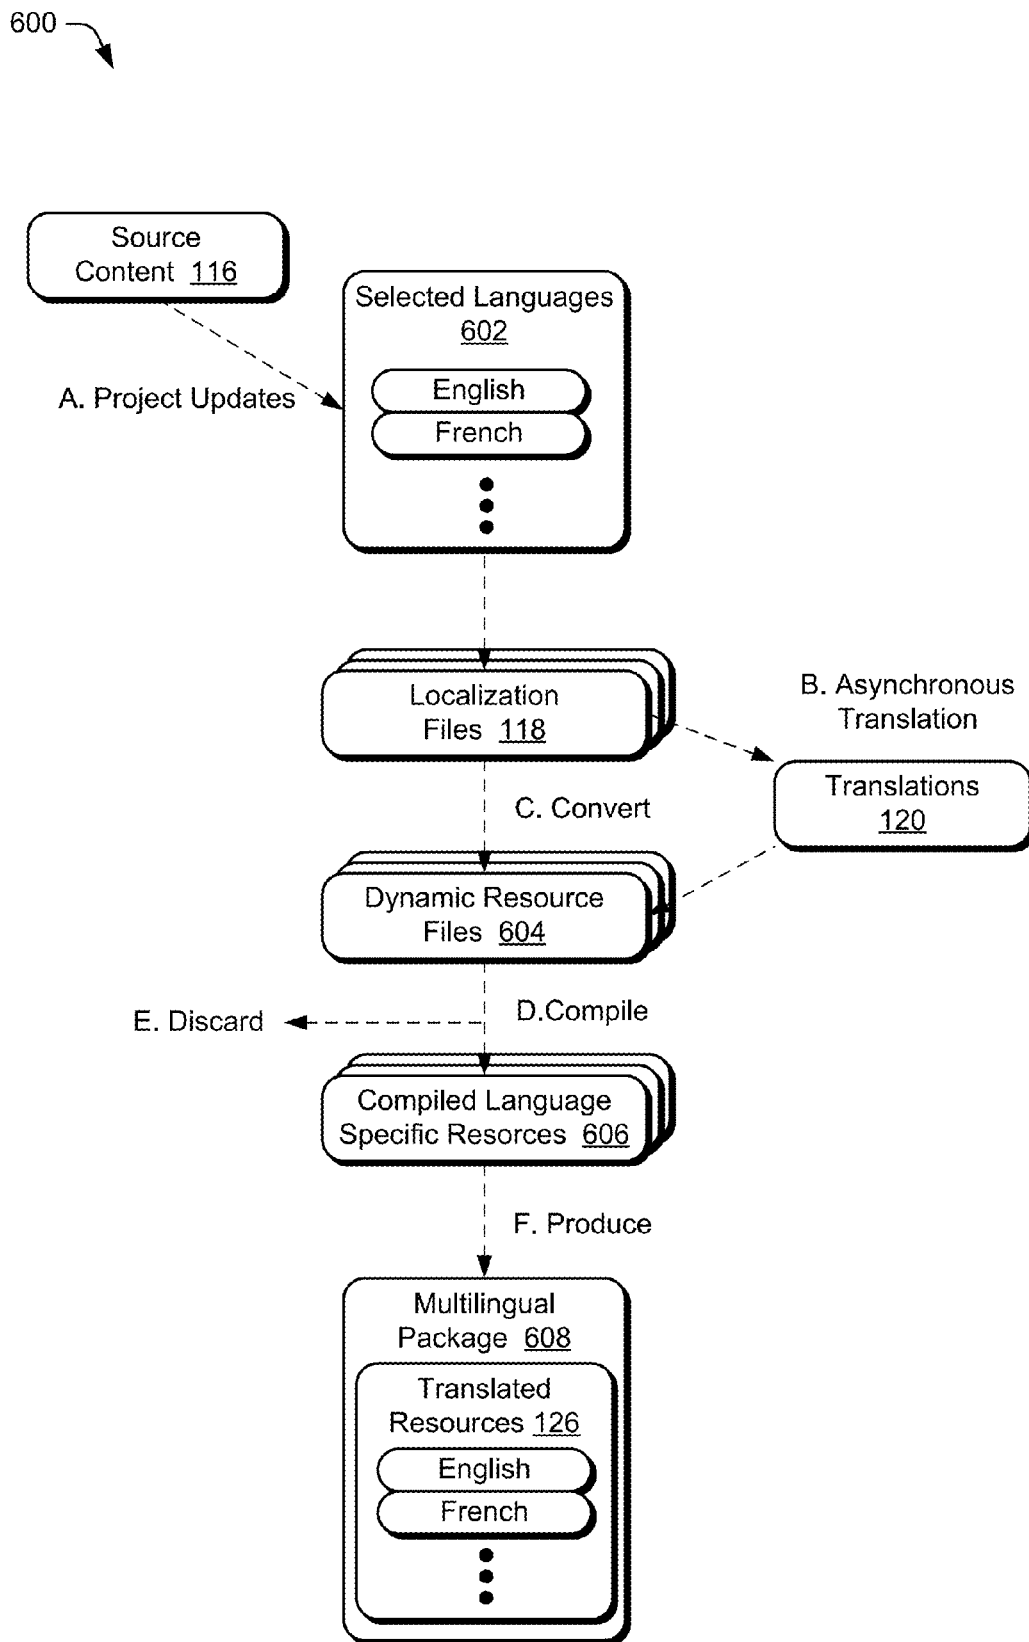 600
Source
Content 116
Selected Languages
602
A. Project Updates
English
French
Localization
Files 118
B. Asynchronous
Translation
Translations
120
C. Convert
Dynamic Resource
Files 604
E. Discard
D.Compile
Compiled Language
Specific Resorces 606
F. Produce
Multilingual
Package 608
Translated
Resources 126
English
French